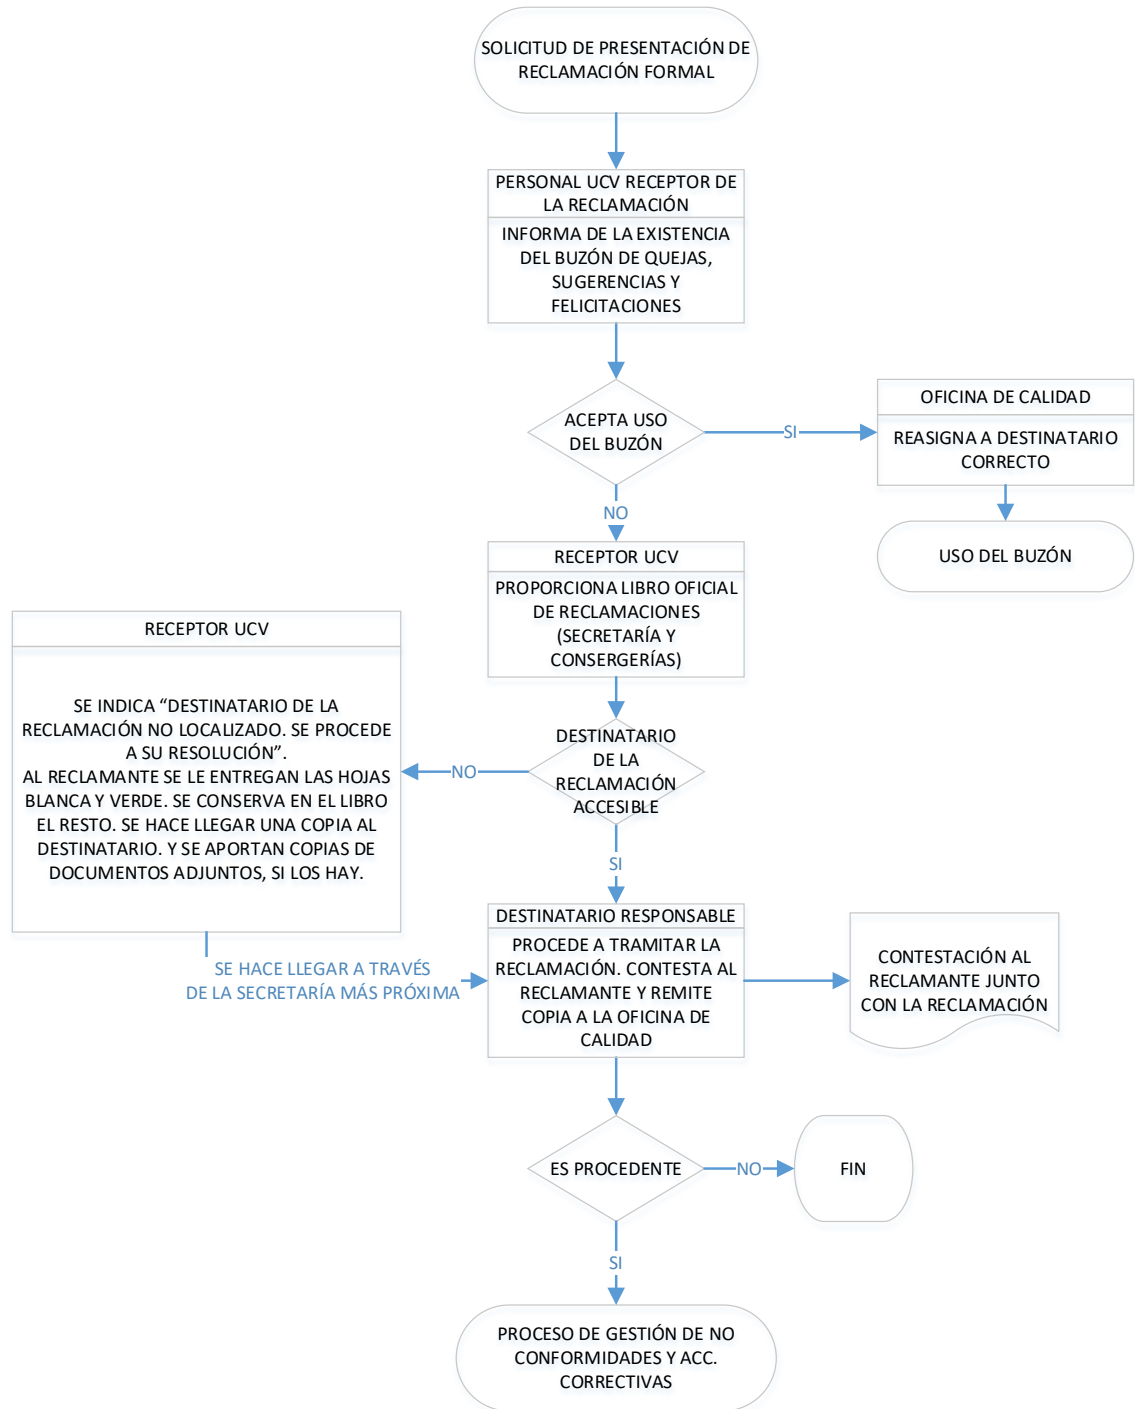 SOLICITUD DE PRESENTACIÓN DE
RECLAMACIÓN FORMAL
PERSONAL UCV RECEPTOR DE
LA RECLAMACIÓN
INFORMA DE LA EXISTENCIA
DEL BUZÓN DE QUEJAS,
SUGERENCIAS Y
FELICITACIONES
ACEPTA USO
DEL BUZÓN
SI
OFICINA DE CALIDAD
REASIGNA A DESTINATARIO
CORRECTO
USO DEL BUZÓN
NO
RECEPTOR UCV
PROPORCIONA LIBRO OFICIAL
DE RECLAMACIONES
(SECRETARÍA Y
CONSERGERÍAS)
DESTINATARIO
DE LA
RECLAMACIÓN
ACCESIBLE
NO
RECEPTOR UCV
SE INDICA “DESTINATARIO DE LA
RECLAMACIÓN NO LOCALIZADO. SE PROCEDE
A SU RESOLUCIÓN”.
AL RECLAMANTE SE LE ENTREGAN LAS HOJAS
BLANCA Y VERDE. SE CONSERVA EN EL LIBRO
EL RESTO. SE HACE LLEGAR UNA COPIA AL
DESTINATARIO. Y SE APORTAN COPIAS DE
DOCUMENTOS ADJUNTOS, SI LOS HAY.
SE HACE LLEGAR A TRAVÉS
DE LA SECRETARÍA MÁS PRÓXIMA
SI
DESTINATARIO RESPONSABLE
PROCEDE A TRAMITAR LA
RECLAMACIÓN. CONTESTA AL
RECLAMANTE Y REMITE
COPIA A LA OFICINA DE
CALIDAD
CONTESTACIÓN AL
RECLAMANTE JUNTO
CON LA RECLAMACIÓN
ES PROCEDENTE
NO
FIN
SI
PROCESO DE GESTIÓN DE NO
CONFORMIDADES Y ACC.
CORRECTIVAS